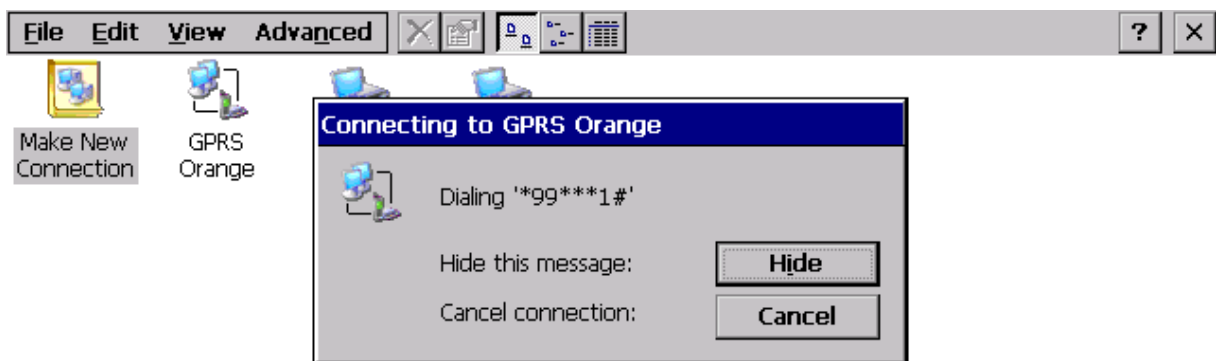 File Edit View Advanced ? ×
Make New
Connection
GPRS
Orange
Connecting to GPRS Orange
Dialing '*99***1#'
Hide this message: Hide
Cancel connection: Cancel